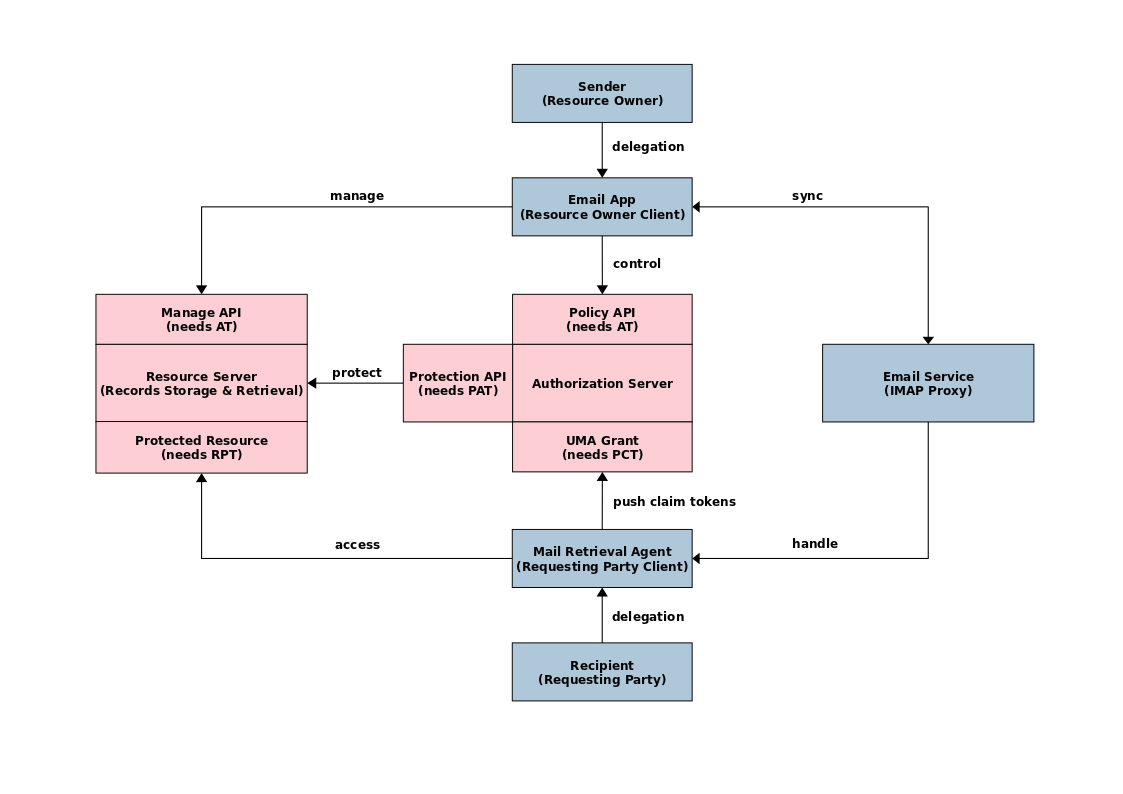 Sender
(Resource Owner)
delegation
manage
Email App
(Resource Owner Client)
sync
control
Manage API
(needs AT)
Policy API
(needs AT)
Resource Server
(Records Storage & Retrieval)
protect
Protection API
(needs PAT)
Authorization Server
Email Service
(IMAP Proxy)
Protected Resource
(needs RPT)
UMA Grant
(needs PCT)
push claim tokens
access
Mail Retrieval Agent
(Requesting Party Client)
handle
delegation
Recipient
(Requesting Party)